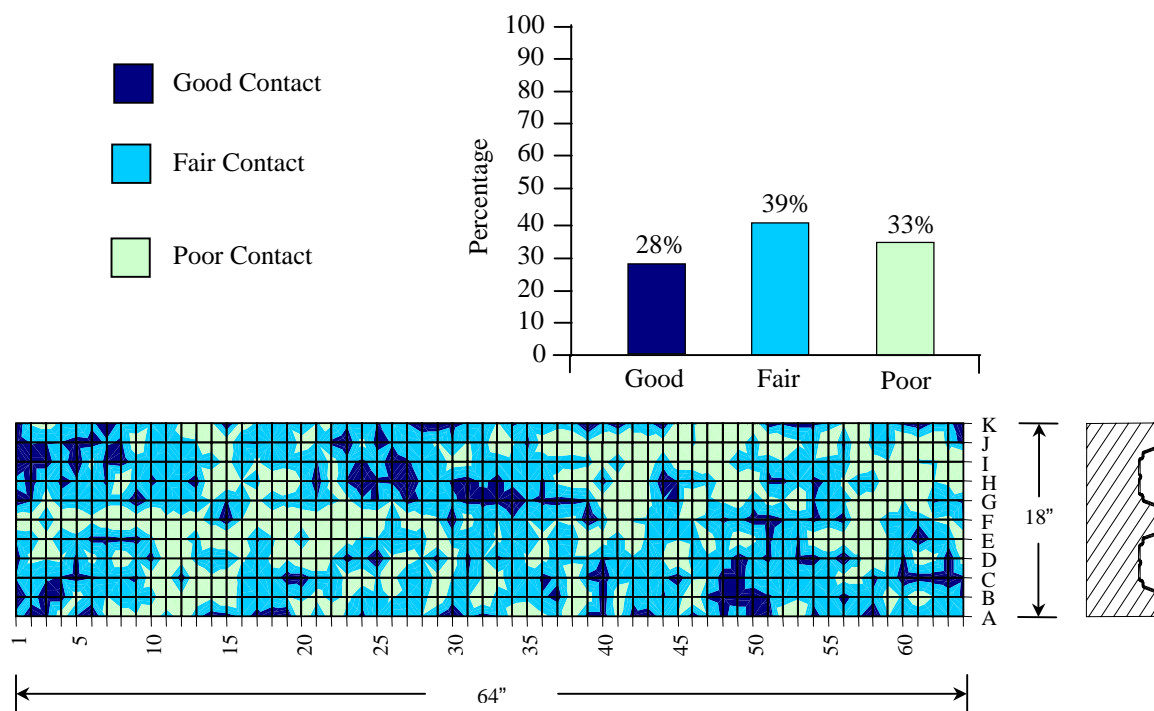 100
90
80
70
60
50
40
30
20
10
0
Percentage
28%
39%
33%
Good
Fair
Poor
Good Contact
Fair Contact
Poor Contact
K
J
I
H
G
F
E
D
C
B
A
1
5
10
15
20
25
30
35
40
45
50
55
60
18”
64”